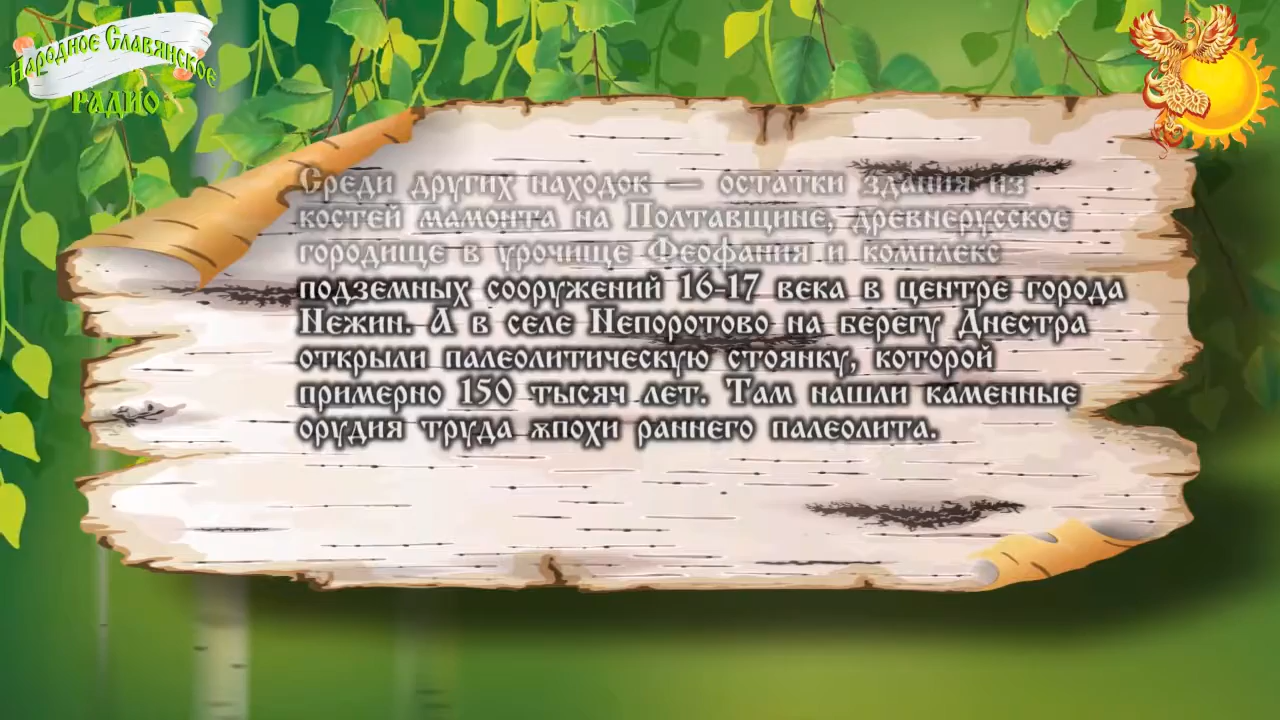 Народное Славянское
РАДИО
Среди других находок — остатки здания из
костей мамонта на Полтавщине, древнерусское
городище в урочище Феофания и комплекс
подземных сооружений 16-17 века в центре города
Нежин. А в селе Непоротово на берегу Днестра
открыли палеолитическую стоянку, которой
примерно 150 тысяч лет. Там нашли каменные
орудия труда ѫпохи раннего палеолита.